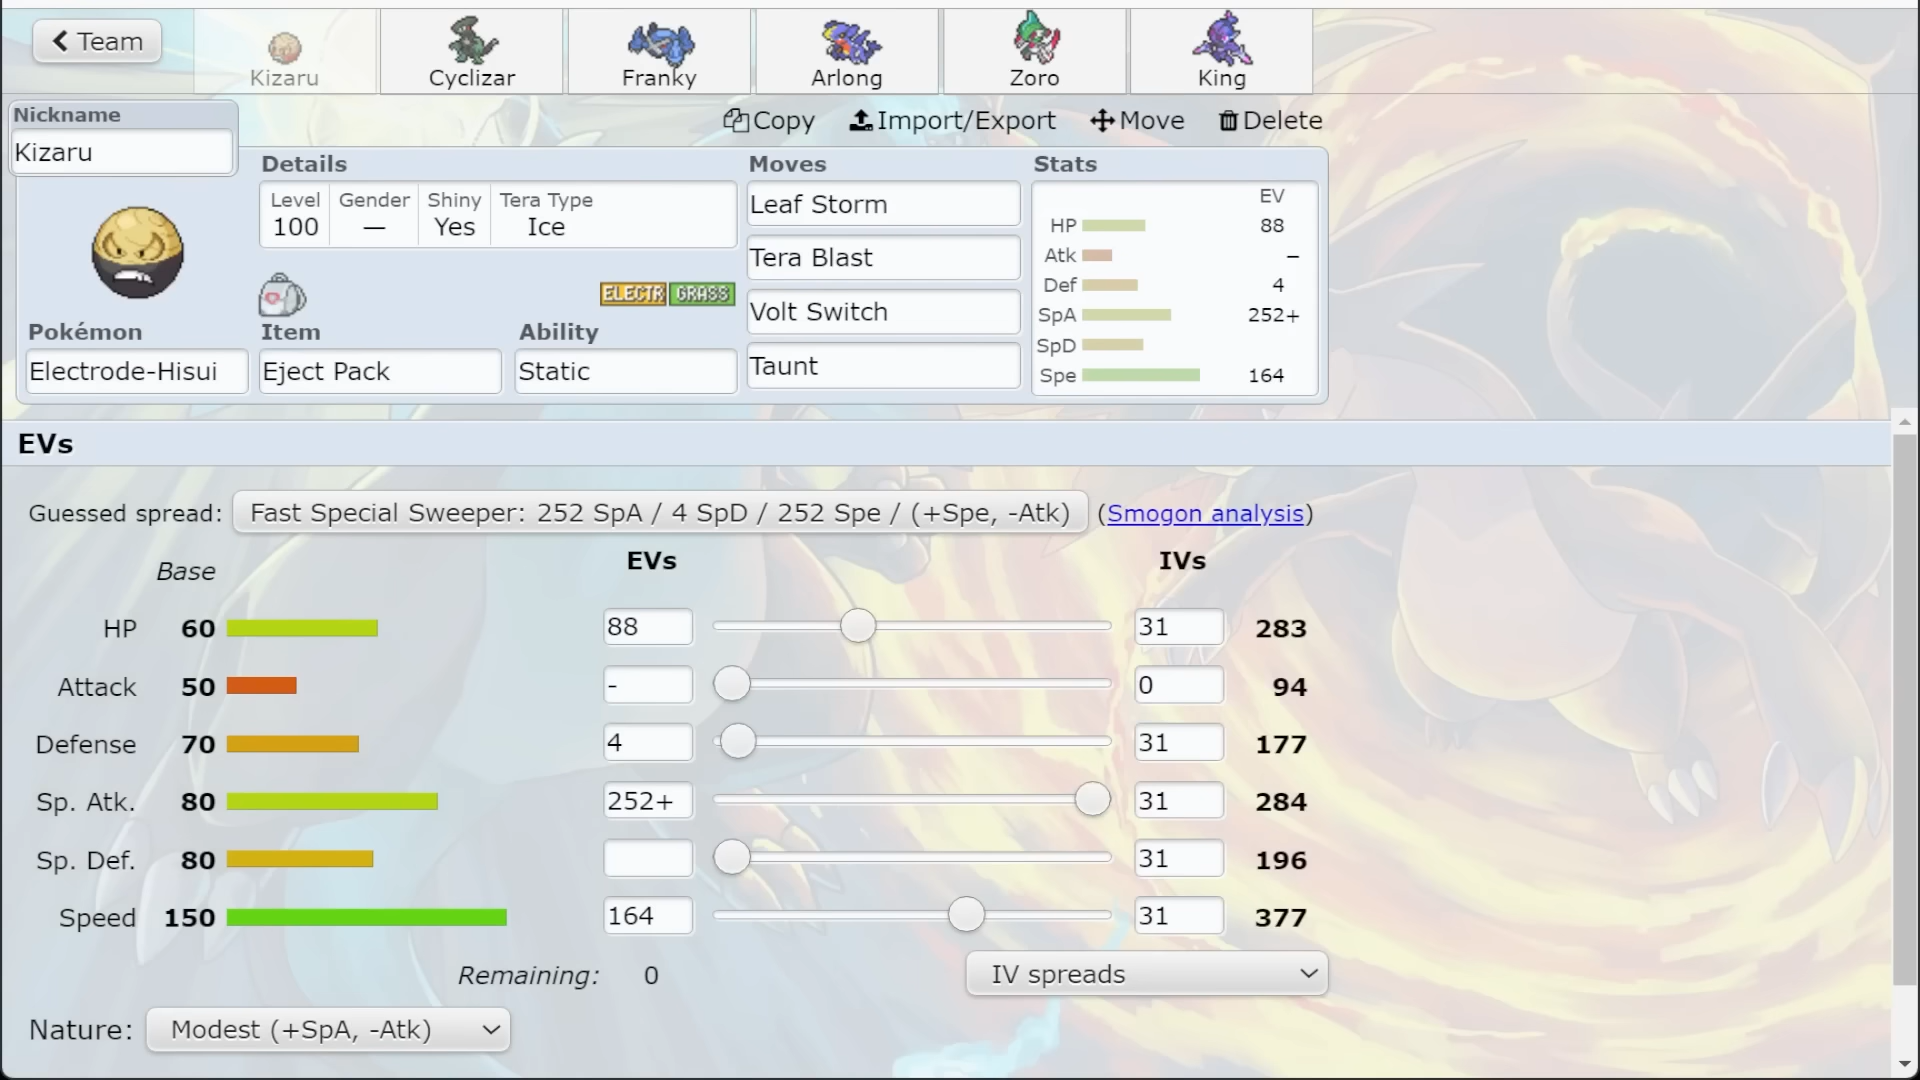 Team
Kizaru
Cyclizar
Franky
Arlong
Zoro
King
Nickname
Kizaru
Copy
Import/Export
Move
Delete
Details
Level
100
Gender
—
Shiny
Yes
Tera Type
Ice
ELECTR GRASS
Pokémon
Electrode-Hisui
Item
Eject Pack
Ability
Static
Moves
Leaf Storm
Tera Blast
Volt Switch
Taunt
Stats
EV
HP 88
Atk –
Def 4
SpA 252+
SpD
Spe 164
EVs
Guessed spread: Fast Special Sweeper: 252 SpA / 4 SpD / 252 Spe / (+Spe, -Atk) (Smogon analysis)
Base EVs IVs
HP 60 88 31 283
Attack 50 - 0 94
Defense 70 4 31 177
Sp. Atk. 80 252+ 31 284
Sp. Def. 80 31 196
Speed 150 164 31 377
Remaining: 0 IV spreads
Nature: Modest (+SpA, -Atk)